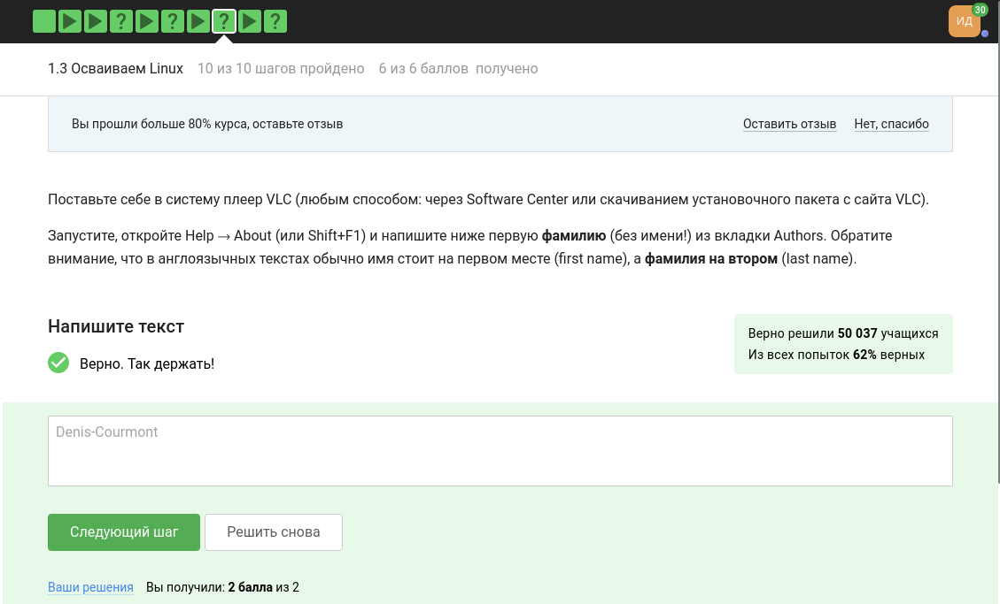 ? ? ? ?
ИД 30
1.3 Осваиваем Linux 10 из 10 шагов пройдено 6 из 6 баллов получено
Вы прошли больше 80% курса, оставьте отзыв Оставить отзыв Нет, спасибо
Поставьте себе в систему плеер VLC (любым способом: через Software Center или скачиванием установочного пакета с сайта VLC).
Запустите, откройте Help → About (или Shift+F1) и напишите ниже первую фамилию (без имени!) из вкладки Authors. Обратите
внимание, что в англоязычных текстах обычно имя стоит на первом месте (first name), а фамилия на втором (last name).
Напишите текст
Верно. Так держать!
Верно решили 50 037 учащихся
Из всех попыток 62% верных
Denis-Courmont
Следующий шаг Решить снова
Ваши решения Вы получили: 2 балла из 2